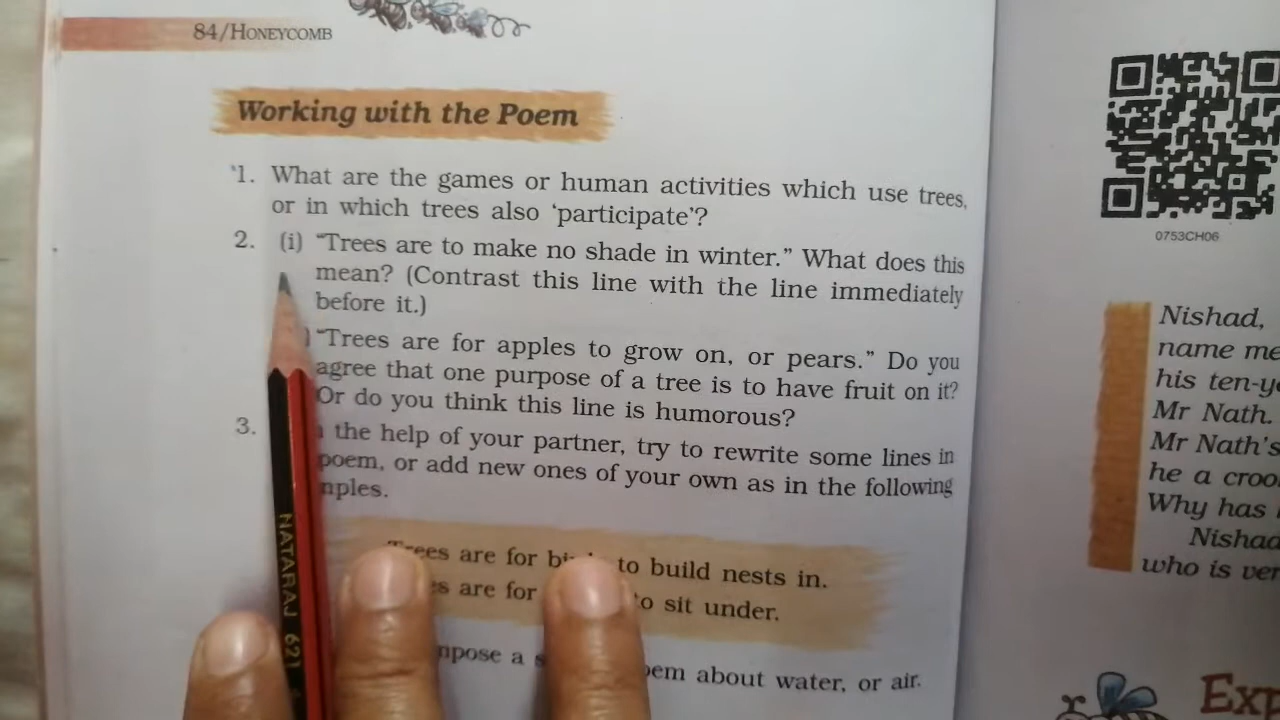 84/HONEYCOMB
Working with the Poem
1. What are the games or human activities which use trees,
or in which trees also ‘participate’?
2. (i) “Trees are to make no shade in winter.” What does this
mean? (Contrast this line with the line immediately
before it.)
“Trees are for apples to grow on, or pears.” Do you
agree that one purpose of a tree is to have fruit on it?
Or do you think this line is humorous?
3. the help of your partner, try to rewrite some lines in
poem, or add new ones of your own as in the following
Trees are for to build nests in.
are for to sit under.
a about water, or air.
NATARAJ 621
0753CH06
Nishad,
name me
his ten-y
Mr Nath.
Mr Nath's
he a croo
Why has
Nishad
who is ver
Exp